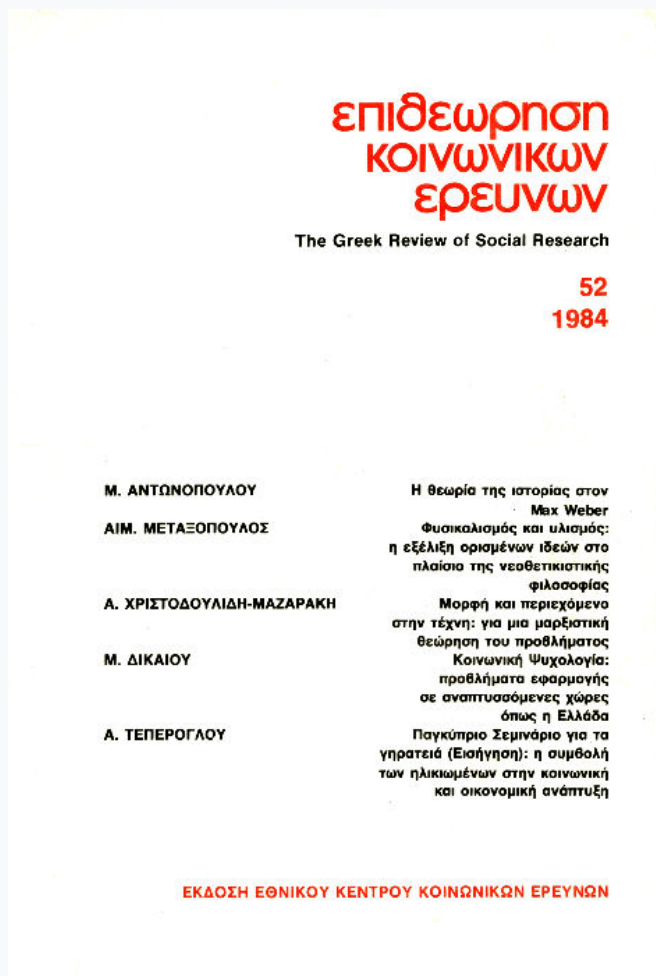 επιθεωρηση
κοινωνικων
ερευνων
The Greek Review of Social Research
52
1984
Μ. ΑΝΤΩΝΟΠΟΥΛΟΥ Η θεωρία της ιστορίας στον
Max Weber
ΑΙΜ. ΜΕΤΑΞΟΠΟΥΛΟΣ Φυσικαλισμός και υλισμός:
η εξέλιξη ορισμένων ιδεών στο
πλαίσιο της νεοθετικιστικής
φιλοσοφίας
Α. ΧΡΙΣΤΟΔΟΥΛΙΔΗ-ΜΑΖΑΡΑΚΗ Μορφή και περιεχόμενο
στην τέχνη: για μια μαρξιστική
θεώρηση του προβλήματος
Μ. ΔΙΚΑΙΟΥ Κοινωνική Ψυχολογία:
προβλήματα εφαρμογής
σε αναπτυσσόμενες χώρες
όπως η Ελλάδα
Α. ΤΕΠΕΡΟΓΛΟΥ Παγκύπριο Σεμινάριο για τα
γηρατειά (Εισήγηση): η συμβολή
των ηλικιωμένων στην κοινωνική
και οικονομική ανάπτυξη
ΕΚΔΟΣΗ ΕΘΝΙΚΟΥ ΚΕΝΤΡΟΥ ΚΟΙΝΩΝΙΚΩΝ ΕΡΕΥΝΩΝ